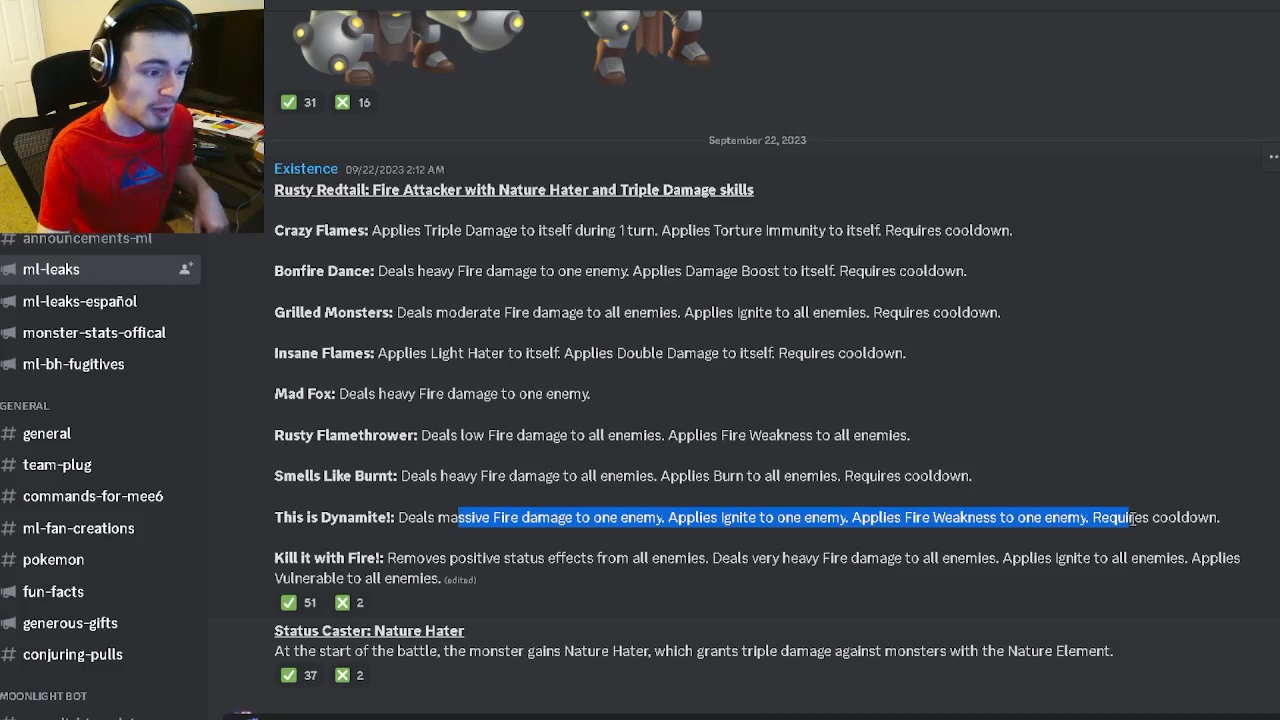 31 16
September 22, 2023
Existence 09/22/2023 2:12 AM
Rusty Redtail: Fire Attacker with Nature Hater and Triple Damage skills
Crazy Flames: Applies Triple Damage to itself during 1 turn. Applies Torture Immunity to itself. Requires cooldown.
Bonfire Dance: Deals heavy Fire damage to one enemy. Applies Damage Boost to itself. Requires cooldown.
Grilled Monsters: Deals moderate Fire damage to all enemies. Applies Ignite to all enemies. Requires cooldown.
Insane Flames: Applies Light Hater to itself. Applies Double Damage to itself. Requires cooldown.
Mad Fox: Deals heavy Fire damage to one enemy.
Rusty Flamethrower: Deals low Fire damage to all enemies. Applies Fire Weakness to all enemies.
Smells Like Burnt: Deals heavy Fire damage to all enemies. Applies Burn to all enemies. Requires cooldown.
This is Dynamite!: Deals massive Fire damage to one enemy. Applies Ignite to one enemy. Applies Fire Weakness to one enemy. Requires cooldown.
Kill it with Fire!: Removes positive status effects from all enemies. Deals very heavy Fire damage to all enemies. Applies Ignite to all enemies. Applies
Vulnerable to all enemies. (edited)
51 2
Status Caster: Nature Hater
At the start of the battle, the monster gains Nature Hater, which grants triple damage against monsters with the Nature Element.
37 2
# announcements-ml
ml-leaks
ml-leaks-español
monster-stats-offical
ml-bh-fugitives
GENERAL
# general
# team-plug
# commands-for-mee6
# ml-fan-creations
# pokemon
fun-facts
generous-gifts
# conjuring-pulls
MOONLIGHT BOT